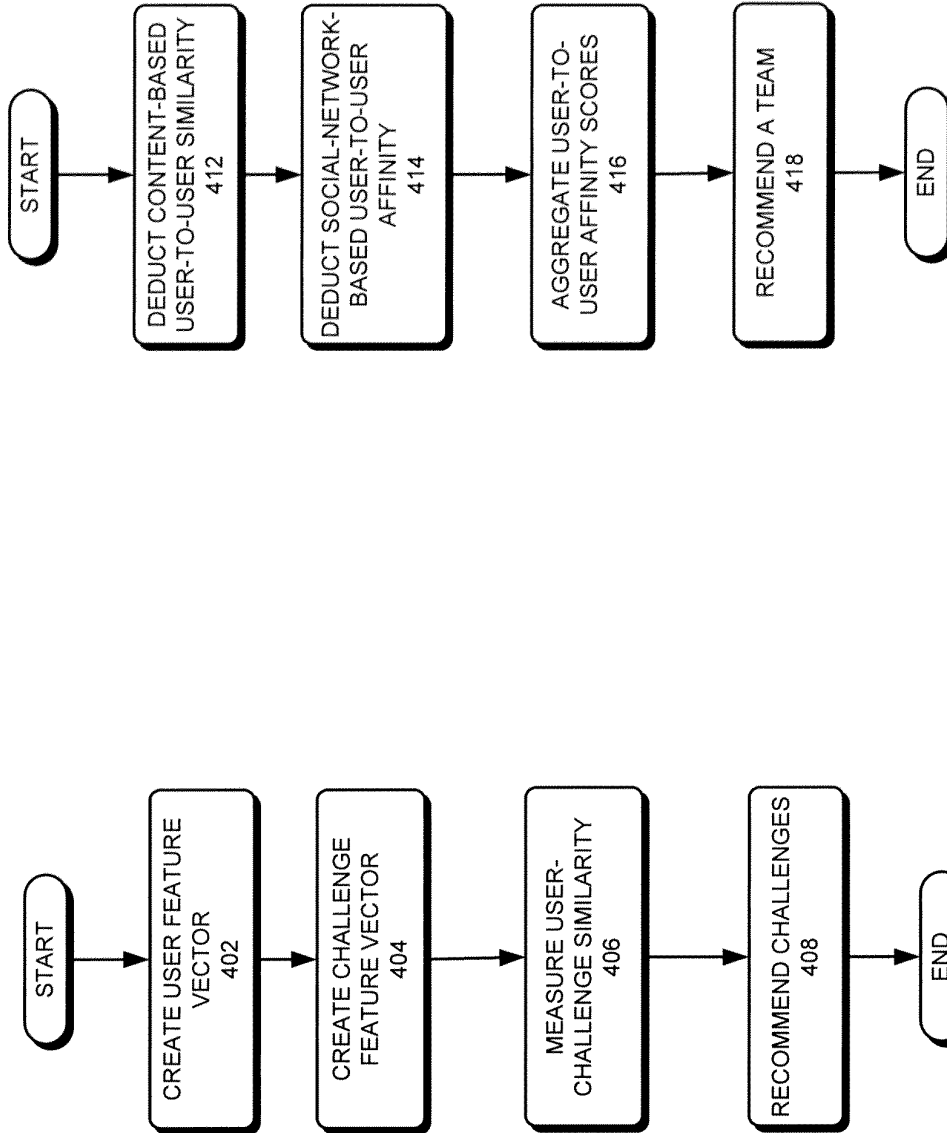 START
CREATE USER FEATURE
VECTOR
402
CREATE CHALLENGE
FEATURE VECTOR
404
MEASURE USER-
CHALLENGE SIMILARITY
406
RECOMMEND CHALLENGES
408
END
START
DEDUCT CONTENT-BASED
USER-TO-USER SIMILARITY
412
DEDUCT SOCIAL-NETWORK-
BASED USER-TO-USER
AFFINITY
414
AGGREGATE USER-TO-
USER AFFINITY SCORES
416
RECOMMEND A TEAM
418
END